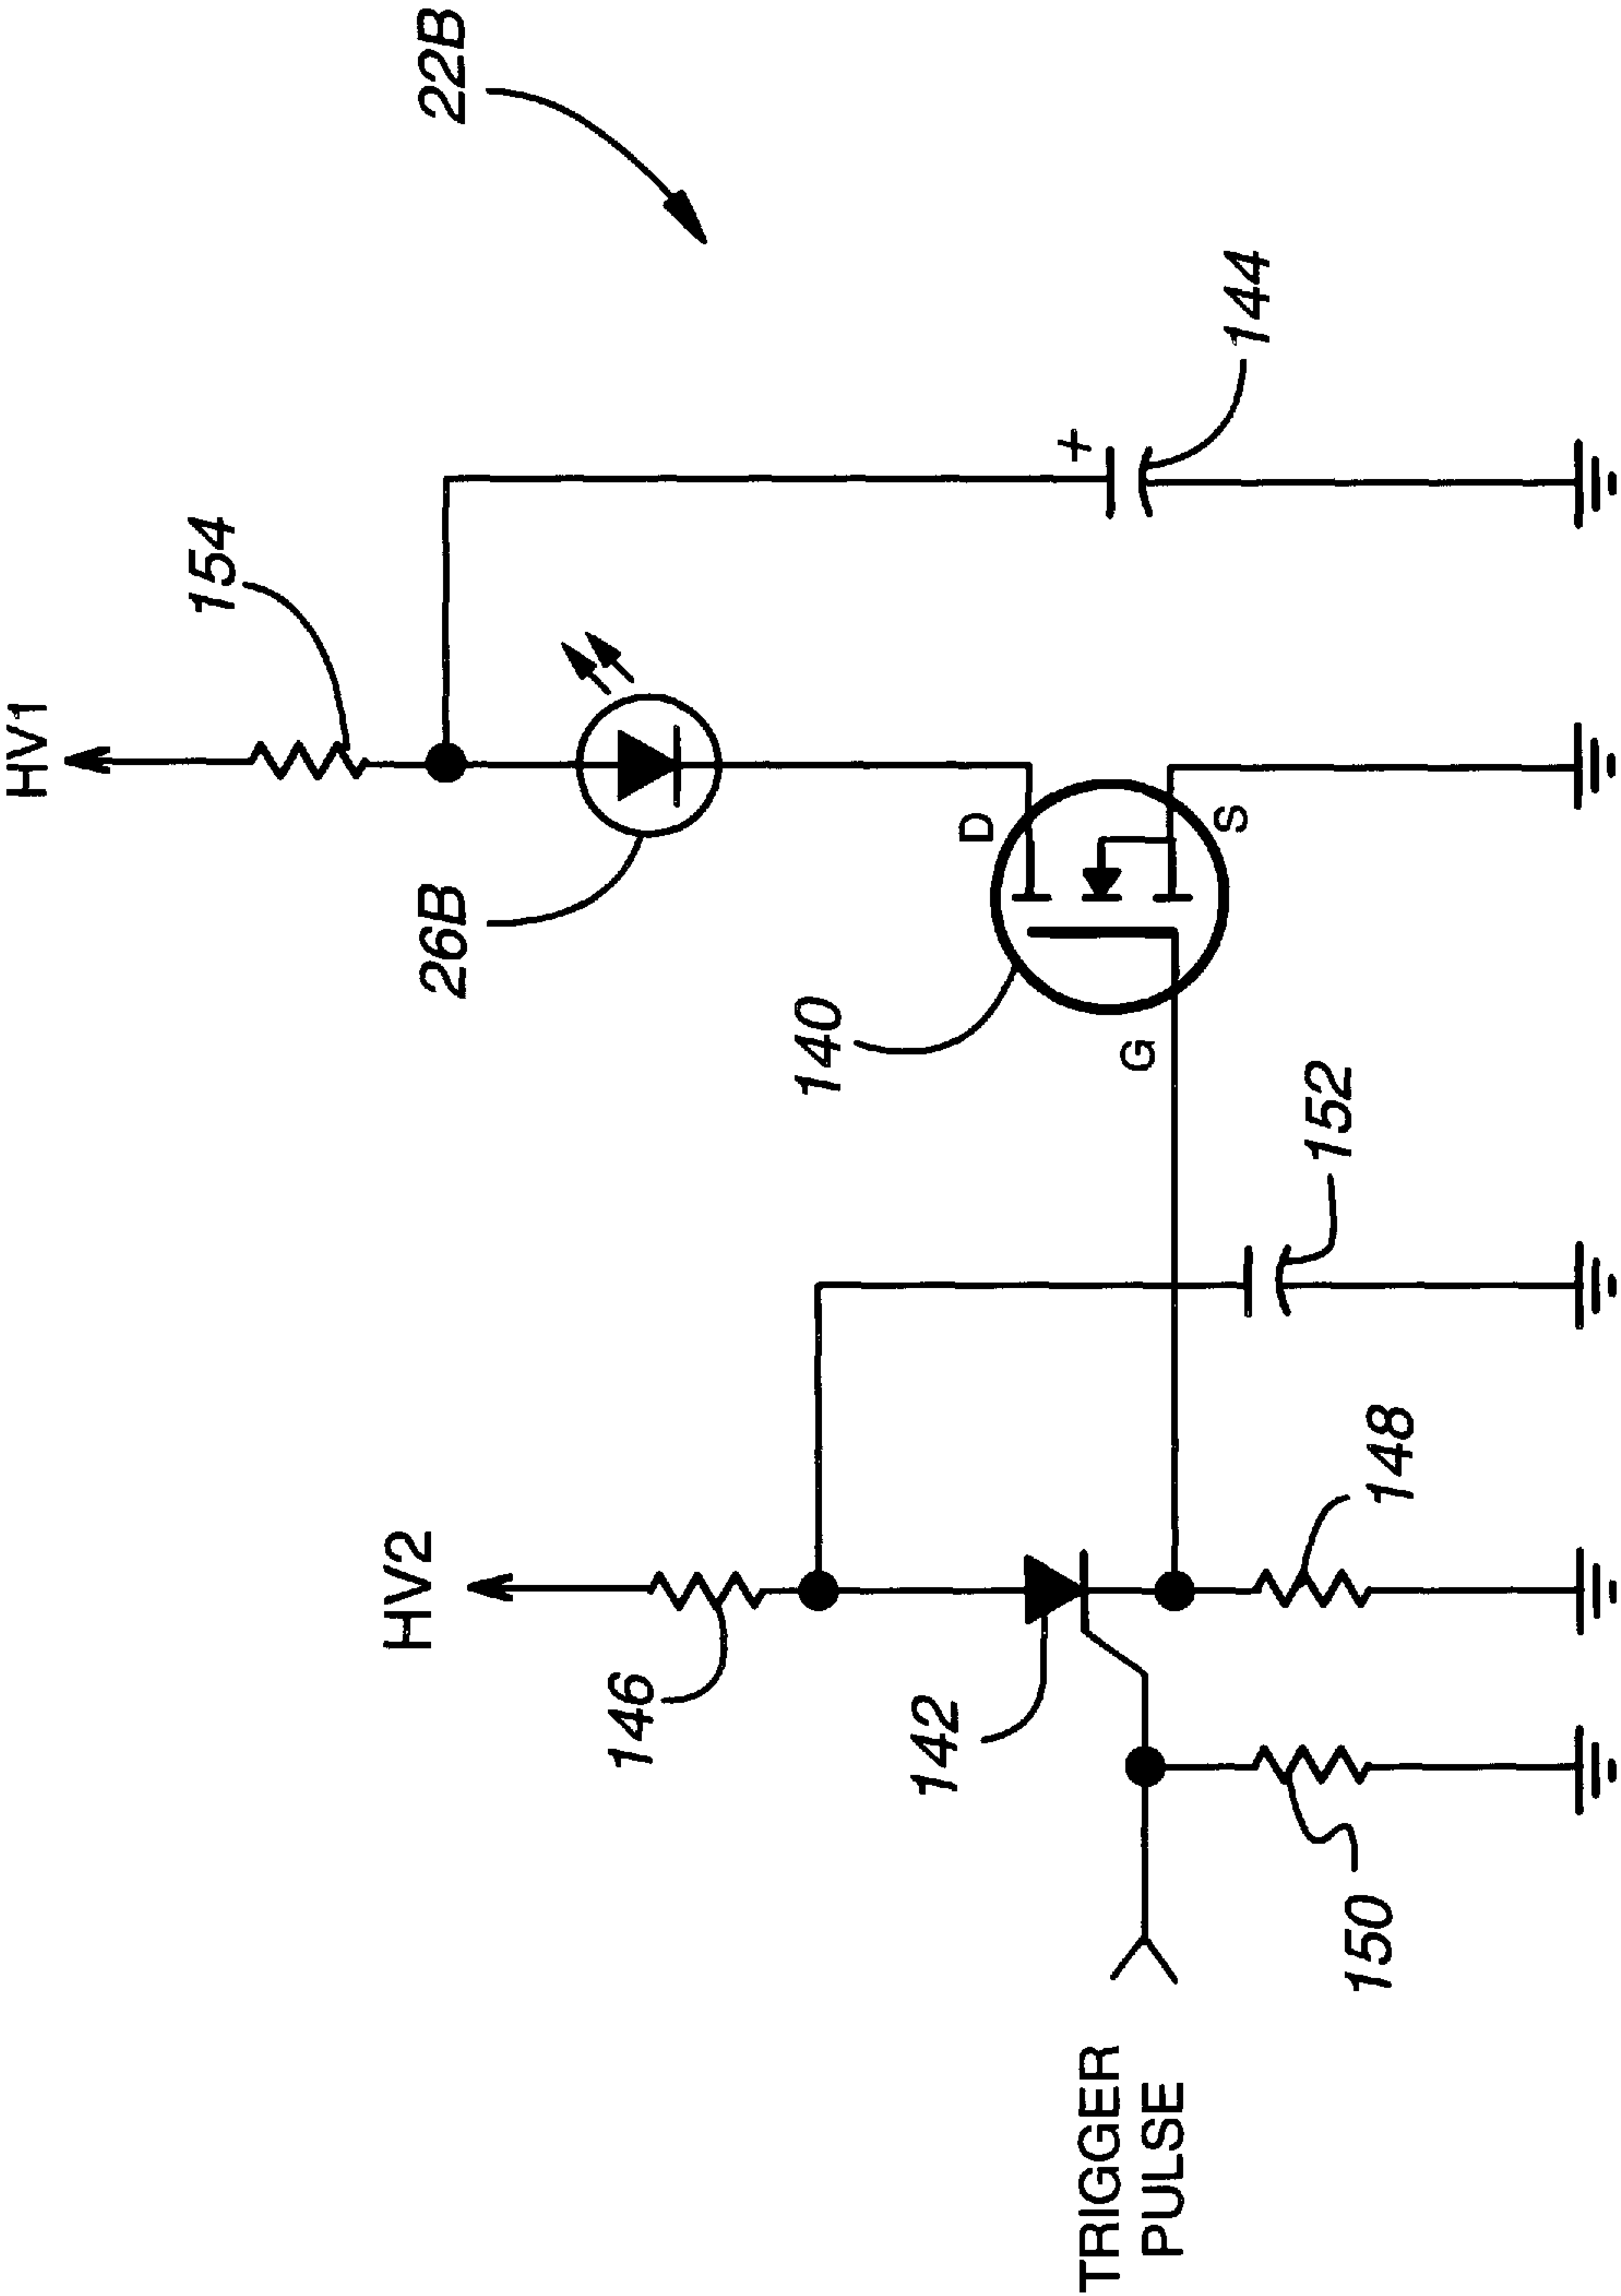 HV1
154
22B
26B
144
HV2
146
140
D
S
G
152
142
148
150
TRIGGER
PULSE
+